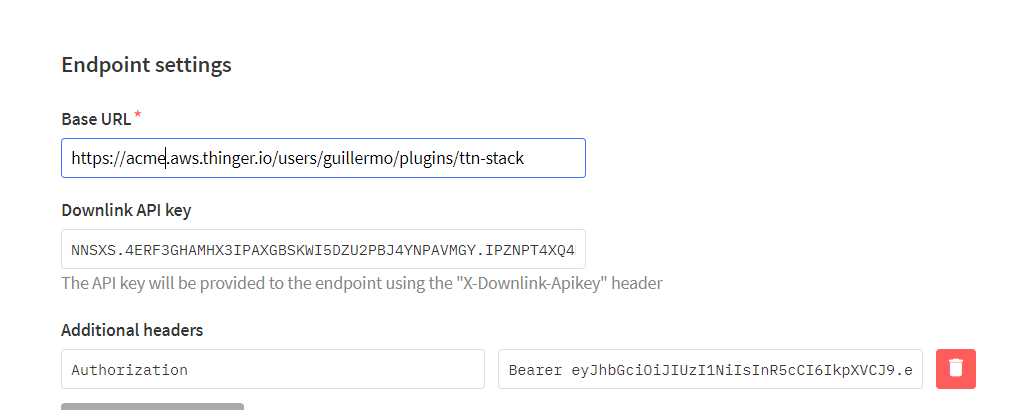 Endpoint settings
Base URL*
https://acme.aws.thinger.io/users/guillermo/plugins/ttn-stack
Downlink API key
NNSXS.4ERF3GHAMHX3IPAXGBSKWI5DZU2PBJ4YNPAVMGY.IPZNPT4XQ4
The API key will be provided to the endpoint using the "X-Downlink-Apikey" header
Additional headers
Authorization
Bearer eyJhbGciOiJIUzI1NiIsInR5cCI6IkpXVCJ9.e